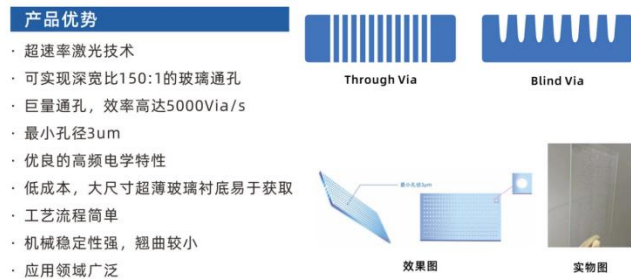 产品优势
· 超速率激光技术
· 可实现深宽比150:1的玻璃通孔
· 巨量通孔，效率高达5000Via/s
· 最小孔径3um
· 优良的高频电学特性
· 低成本，大尺寸超薄玻璃衬底易于获取
· 工艺流程简单
· 机械稳定性强，翘曲较小
· 应用领域广泛
Through Via
Blind Via
最小孔径3μm
效果图
实物图